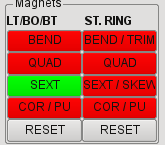 Magnets
LT/BO/BT ST. RING
BEND BEND / TRIM
QUAD QUAD
SEXT SEXT / SKEW
COR / PU COR / PU
RESET RESET